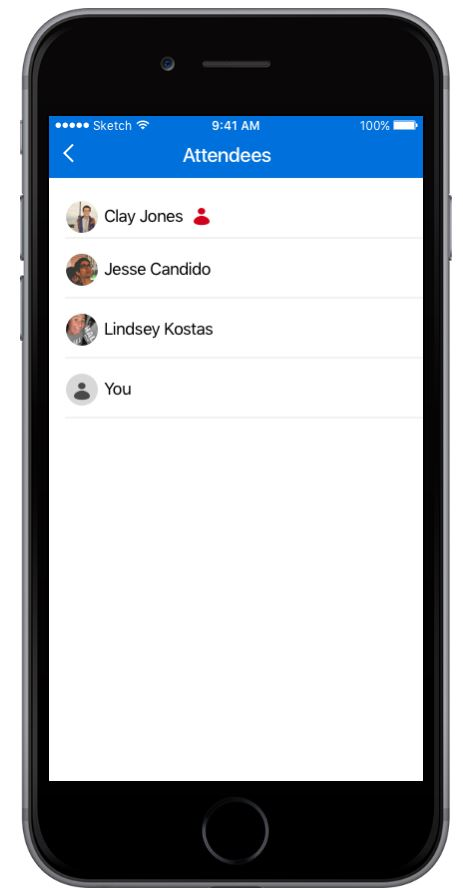 Sketch 9:41 AM 100%
Attendees
Clay Jones
Jesse Candido
Lindsey Kostas
You